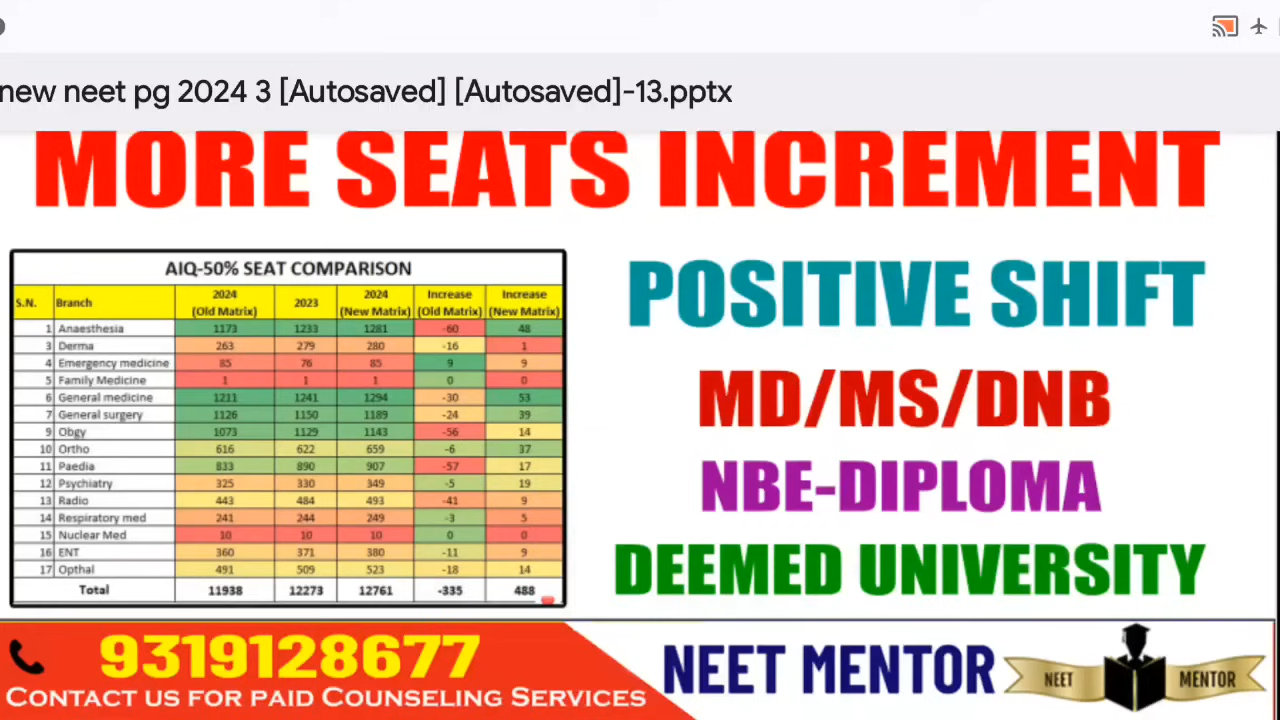 new neet pg 2024 3 [Autosaved] [Autosaved]-13.pptx
MORE SEATS INCREMENT
AIQ-50% SEAT COMPARISON
S.N. Branch 2024 (Old Matrix) 2023 2024 (New Matrix) Increase (Old Matrix) Increase (New Matrix)
1 Anaesthesia 1173 1233 1281 -60 48
3 Derma 263 279 280 -16 1
4 Emergency medicine 85 76 85 9 9
5 Family Medicine 1 1 1 0 0
6 General medicine 1211 1241 1294 -30 53
7 General surgery 1126 1150 1189 -24 39
9 Obgy 1073 1129 1143 -56 14
10 Ortho 616 622 659 -6 37
11 Paedia 833 890 907 -57 17
12 Psychiatry 325 330 349 -5 19
13 Radio 443 484 493 -41 9
14 Respiratory med 241 244 249 -3 5
15 Nuclear Med 10 10 10 0 0
16 ENT 360 371 380 -11 9
17 Opthal 491 509 523 -18 14
Total 11938 12273 12761 -335 488
POSITIVE SHIFT
MD/MS/DNB
NBE-DIPLOMA
DEEMED UNIVERSITY
9319128677
CONTACT US FOR PAID COUNSELING SERVICES
NEET MENTOR
NEET MENTOR